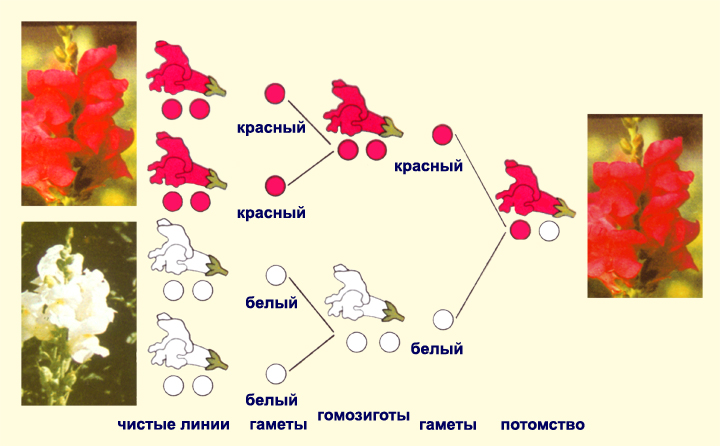 красный
красный
красный
белый
белый
белый
чистые линии
гаметы
гомозиготы
гаметы
потомство